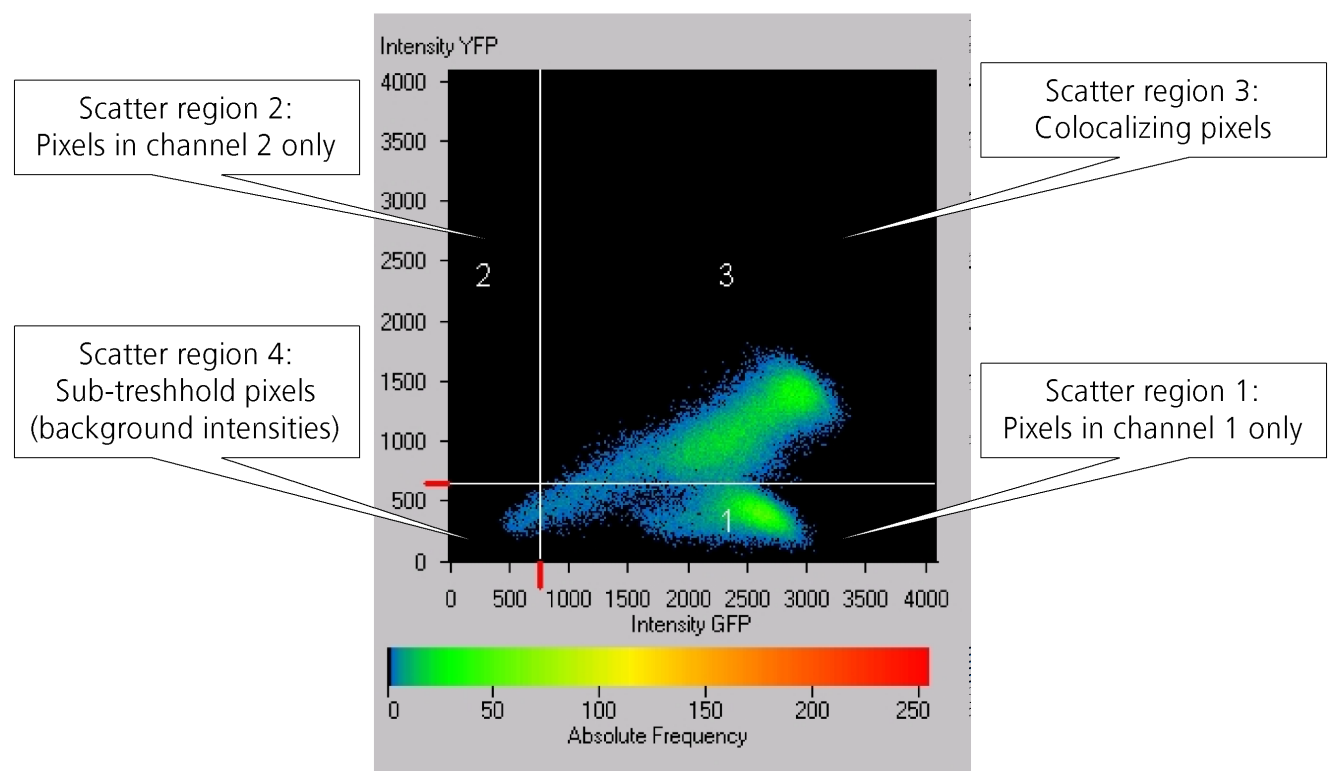 Intensity YFP
Scatter region 2:
Pixels in channel 2 only
Scatter region 3:
Colocalizing pixels
4000
3500
3000
2500
2000
1500
1000
500
0
2
3
1
Scatter region 4:
Sub-treshhold pixels
(background intensities)
Scatter region 1:
Pixels in channel 1 only
0 500 1000 1500 2000 2500 3000 3500 4000
Intensity GFP
0 50 100 150 200 250
Absolute Frequency